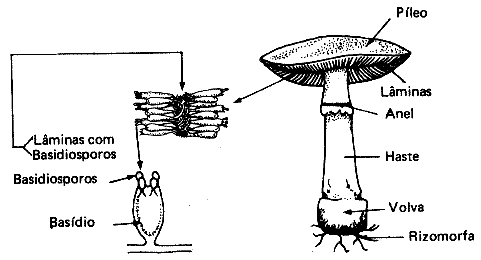 Píleo
Lâminas
Anel
Lâminas com
Basidiosporos
Basidiosporos
Haste
Basídio
Volva
Rizomorfa